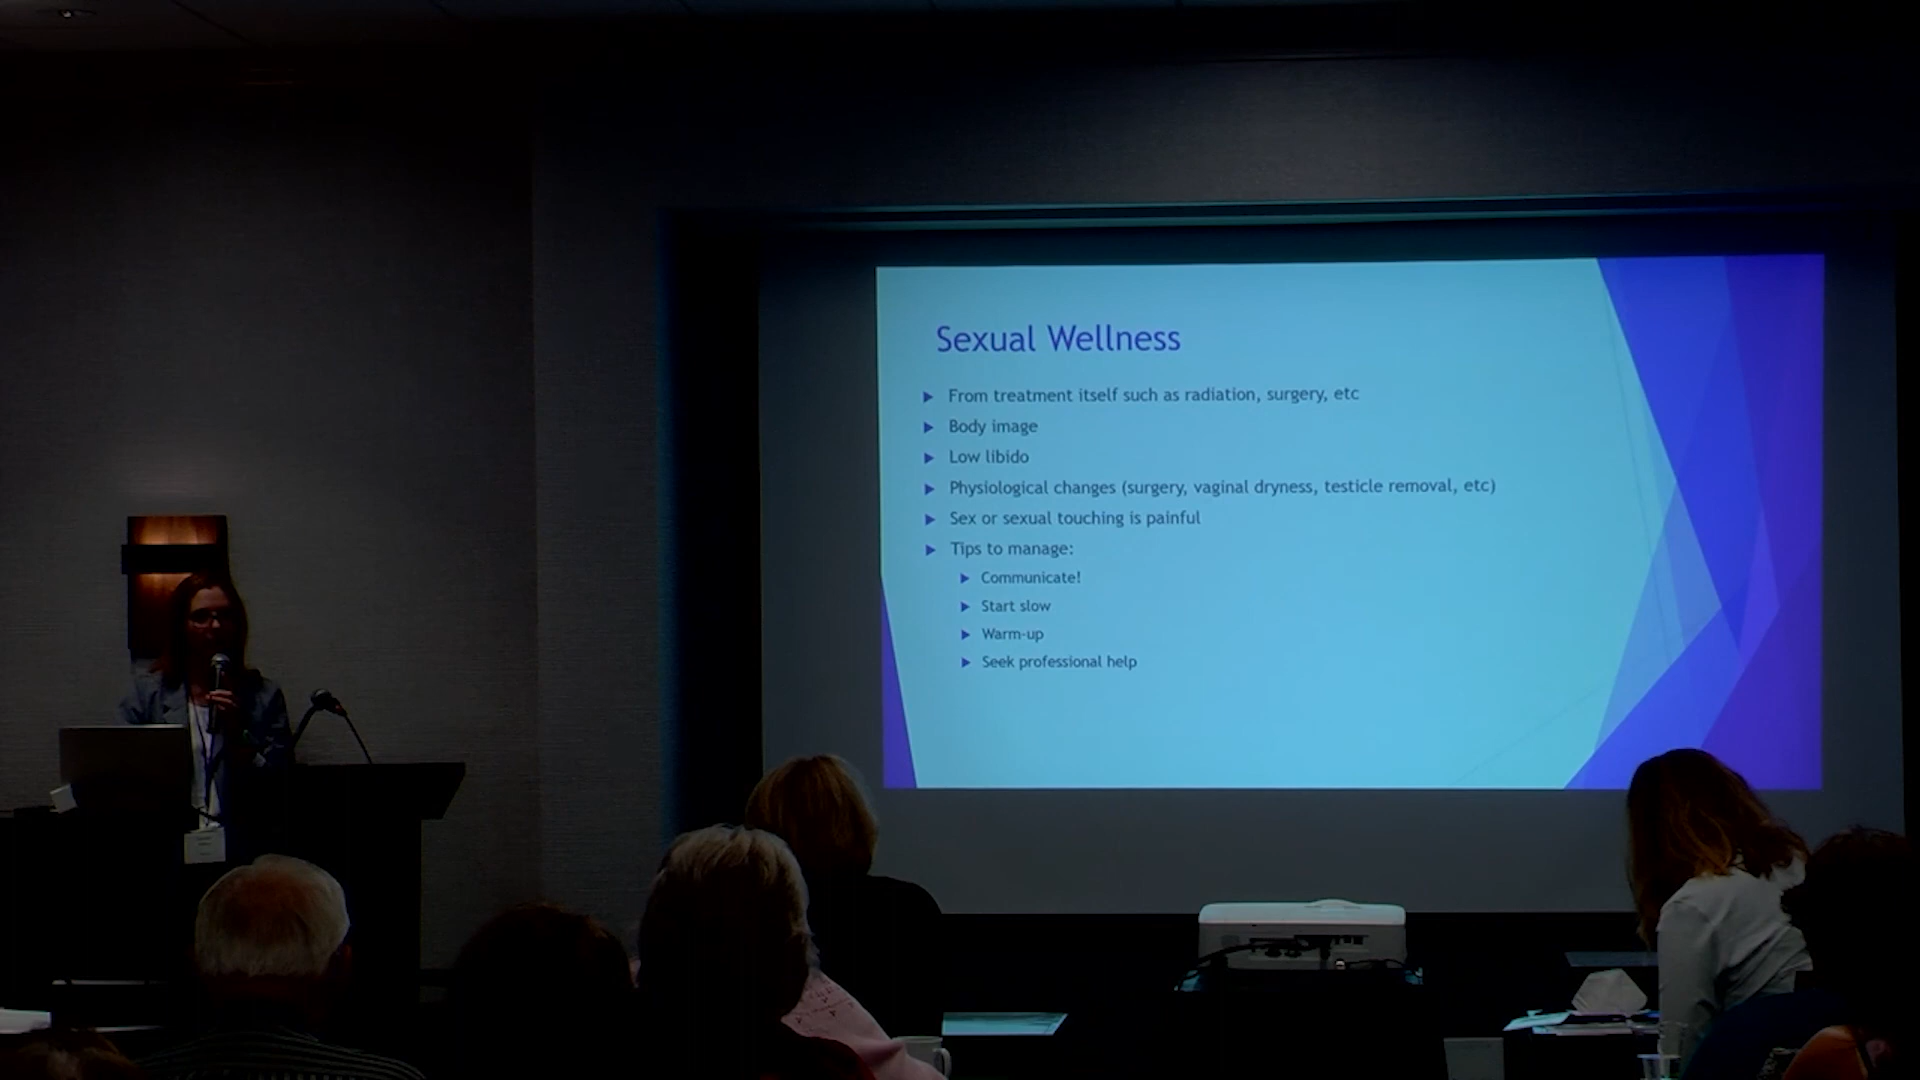 Sexual Wellness
From treatment itself such as radiation, surgery, etc
Body image
Low libido
Physiological changes (surgery, vaginal dryness, testicle removal, etc)
Sex or sexual touching is painful
Tips to manage:
Communicate!
Start slow
Warm-up
Seek professional help